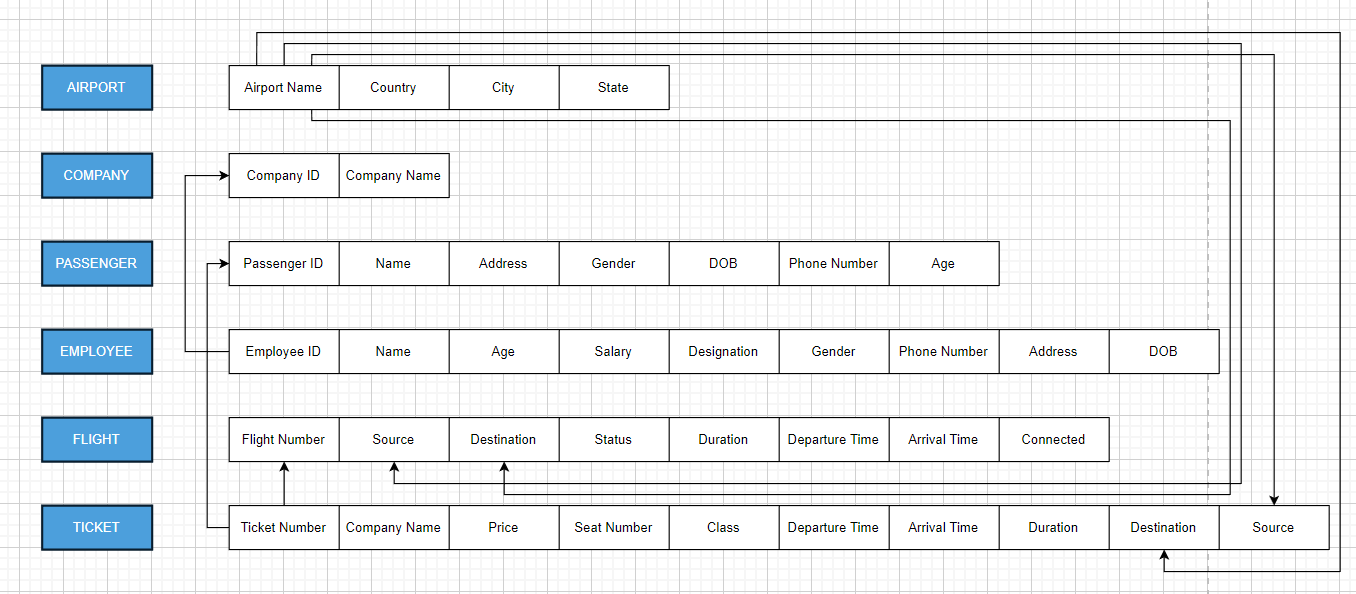 AIRPORT
Airport Name Country City State
COMPANY
Company ID Company Name
PASSENGER
Passenger ID Name Address Gender DOB Phone Number Age
EMPLOYEE
Employee ID Name Age Salary Designation Gender Phone Number Address DOB
FLIGHT
Flight Number Source Destination Status Duration Departure Time Arrival Time Connected
TICKET
Ticket Number Company Name Price Seat Number Class Departure Time Arrival Time Duration Destination Source